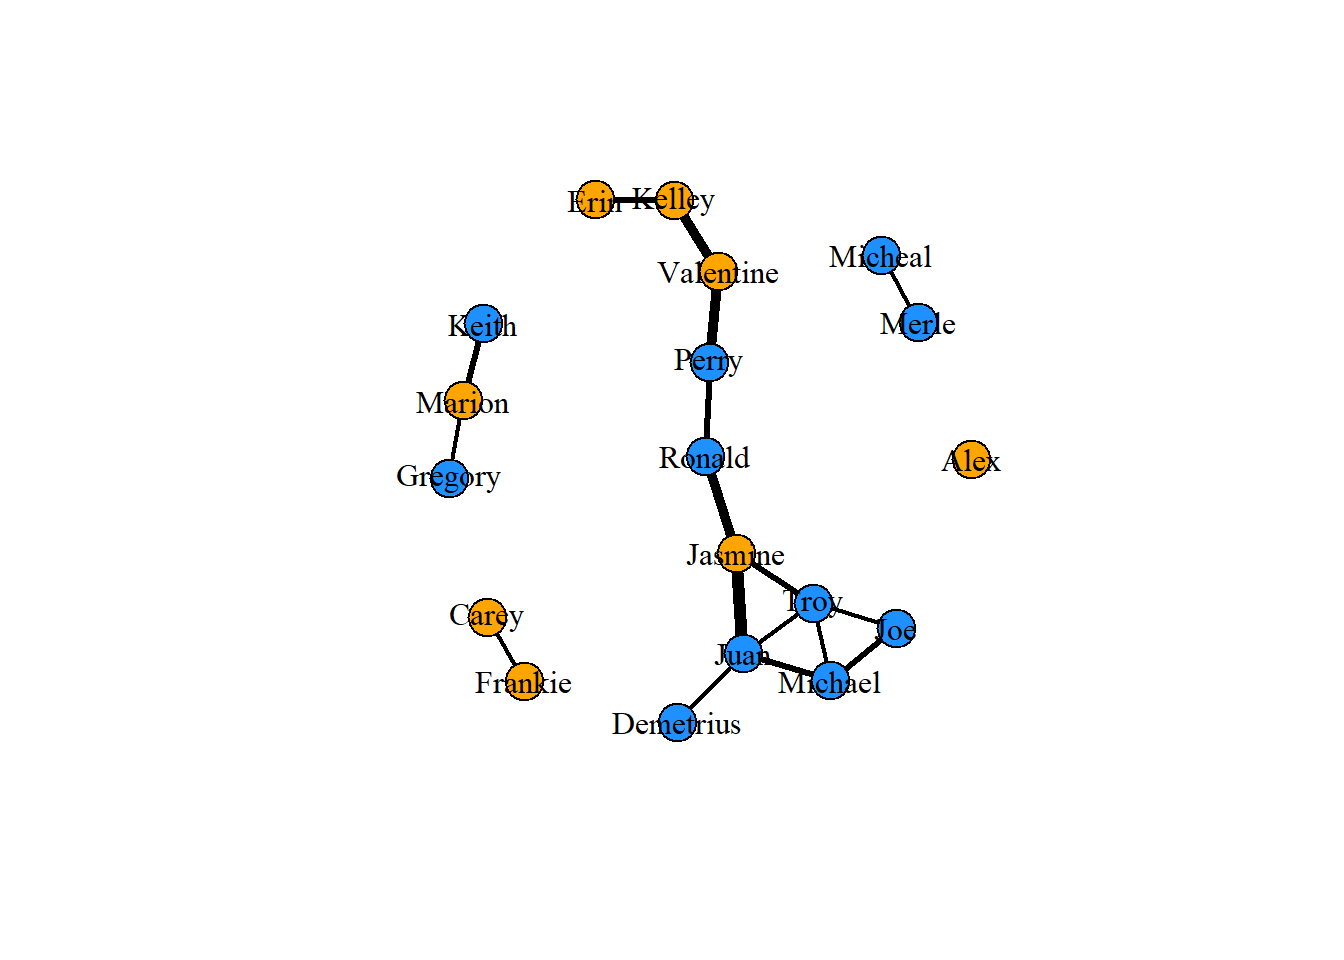 Erin
Kelley
Valentine
Micheal
Keith
Merle
Perry
Marion
Ronald
Alex
Gregory
Jasmine
Troy
Carey
Joe
Juan
Frankie
Michael
Demetrius